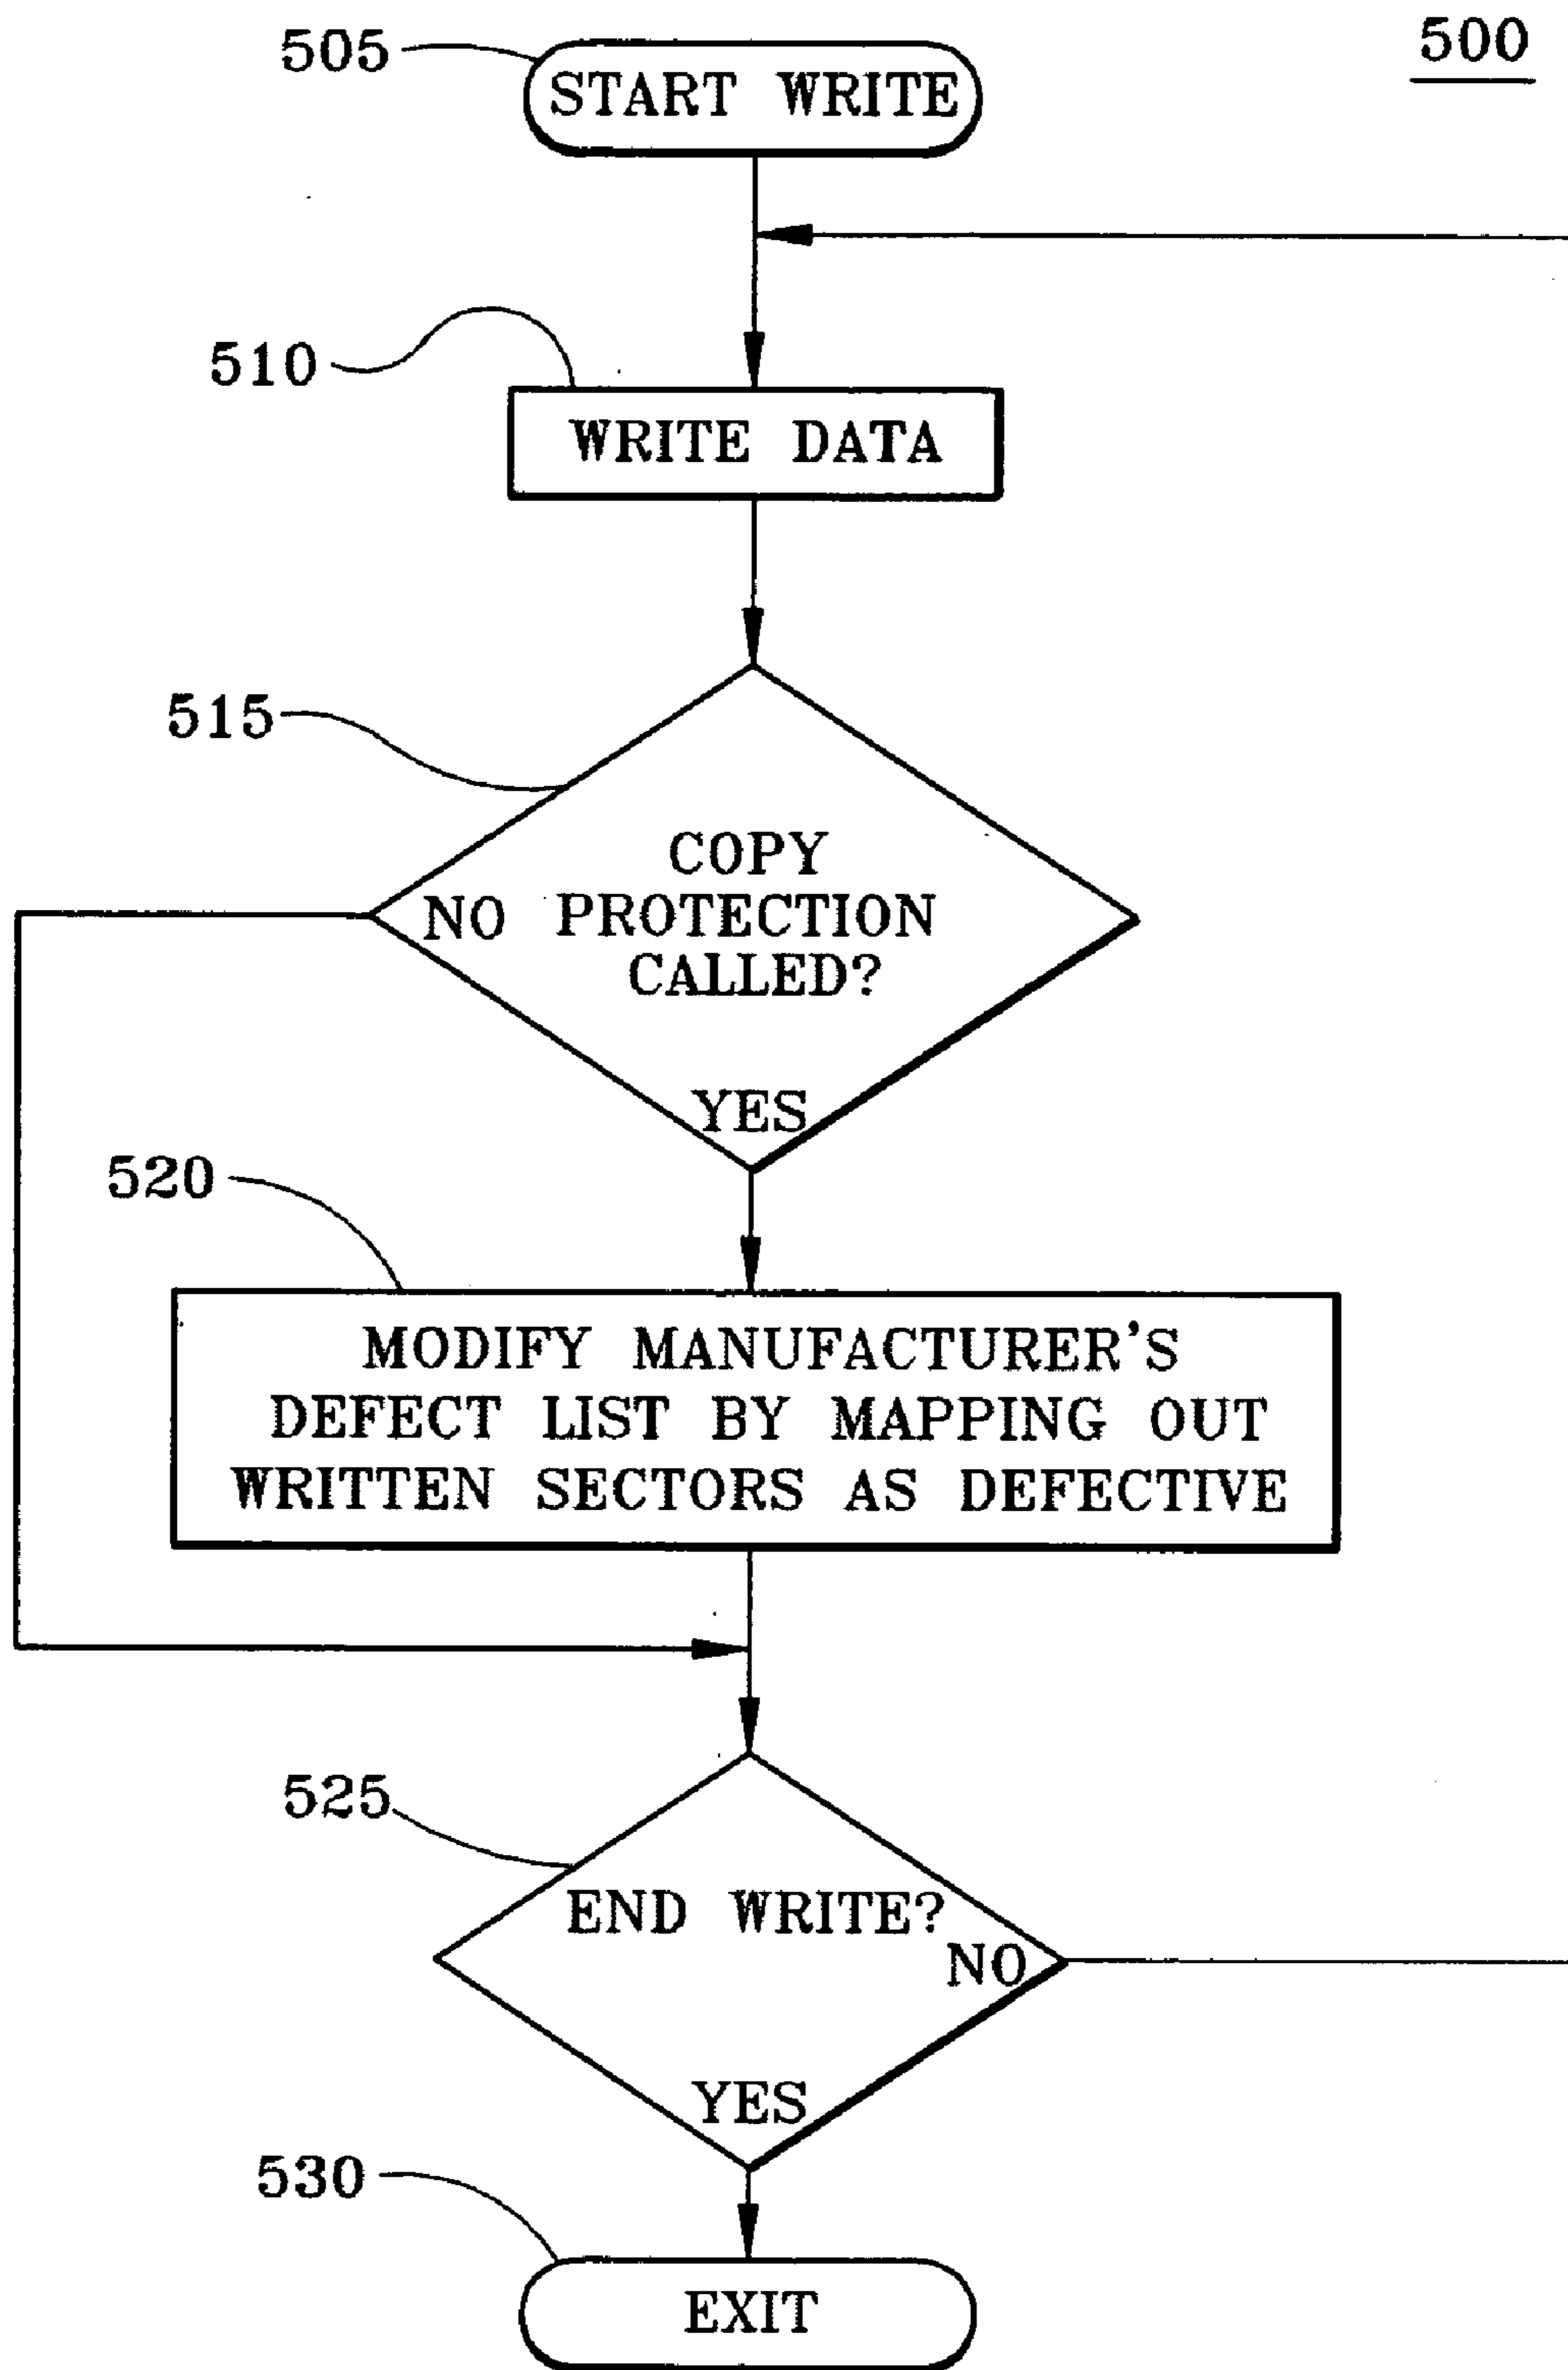 500
505
START WRITE
510
WRITE DATA
515
COPY
NO PROTECTION
CALLED?
YES
520
MODIFY MANUFACTURER'S
DEFECT LIST BY MAPPING OUT
WRITTEN SECTORS AS DEFECTIVE
525
END WRITE?
NO
YES
530
EXIT